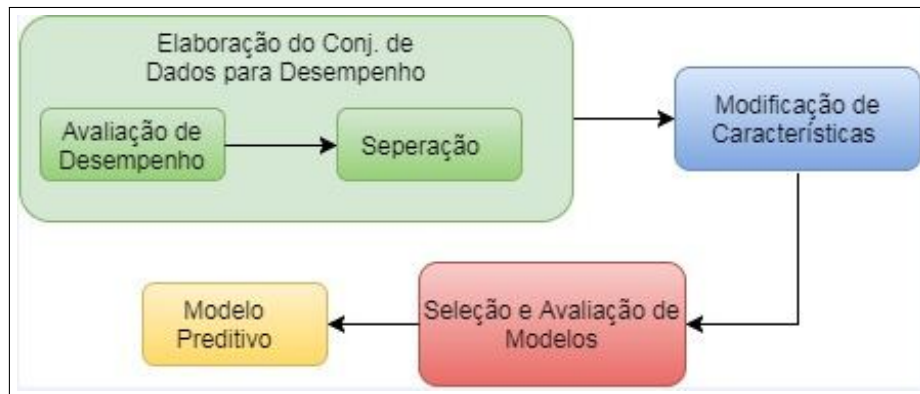 Elaboração do Conj. de
Dados para Desempenho
Avaliação de
Desempenho
Seperação
Modificação de
Características
Seleção e Avaliação de
Modelos
Modelo
Preditivo